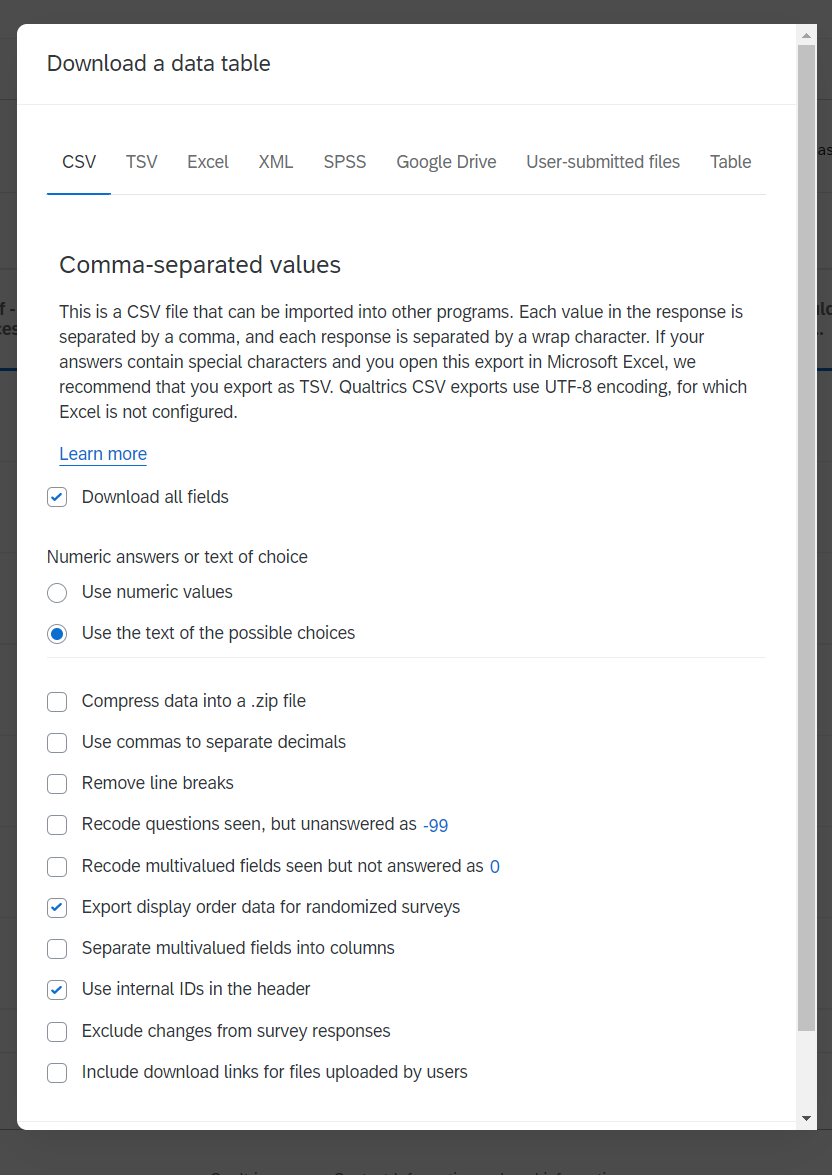 Download a data table
CSV TSV Excel XML SPSS Google Drive User-submitted files Table
Comma-separated values
This is a CSV file that can be imported into other programs. Each value in the response is
separated by a comma, and each response is separated by a wrap character. If your
answers contain special characters and you open this export in Microsoft Excel, we
recommend that you export as TSV. Qualtrics CSV exports use UTF-8 encoding, for which
Excel is not configured.
Learn more
Download all fields
Numeric answers or text of choice
Use numeric values
Use the text of the possible choices
Compress data into a .zip file
Use commas to separate decimals
Remove line breaks
Recode questions seen, but unanswered as -99
Recode multivalued fields seen but not answered as 0
Export display order data for randomized surveys
Separate multivalued fields into columns
Use internal IDs in the header
Exclude changes from survey responses
Include download links for files uploaded by users